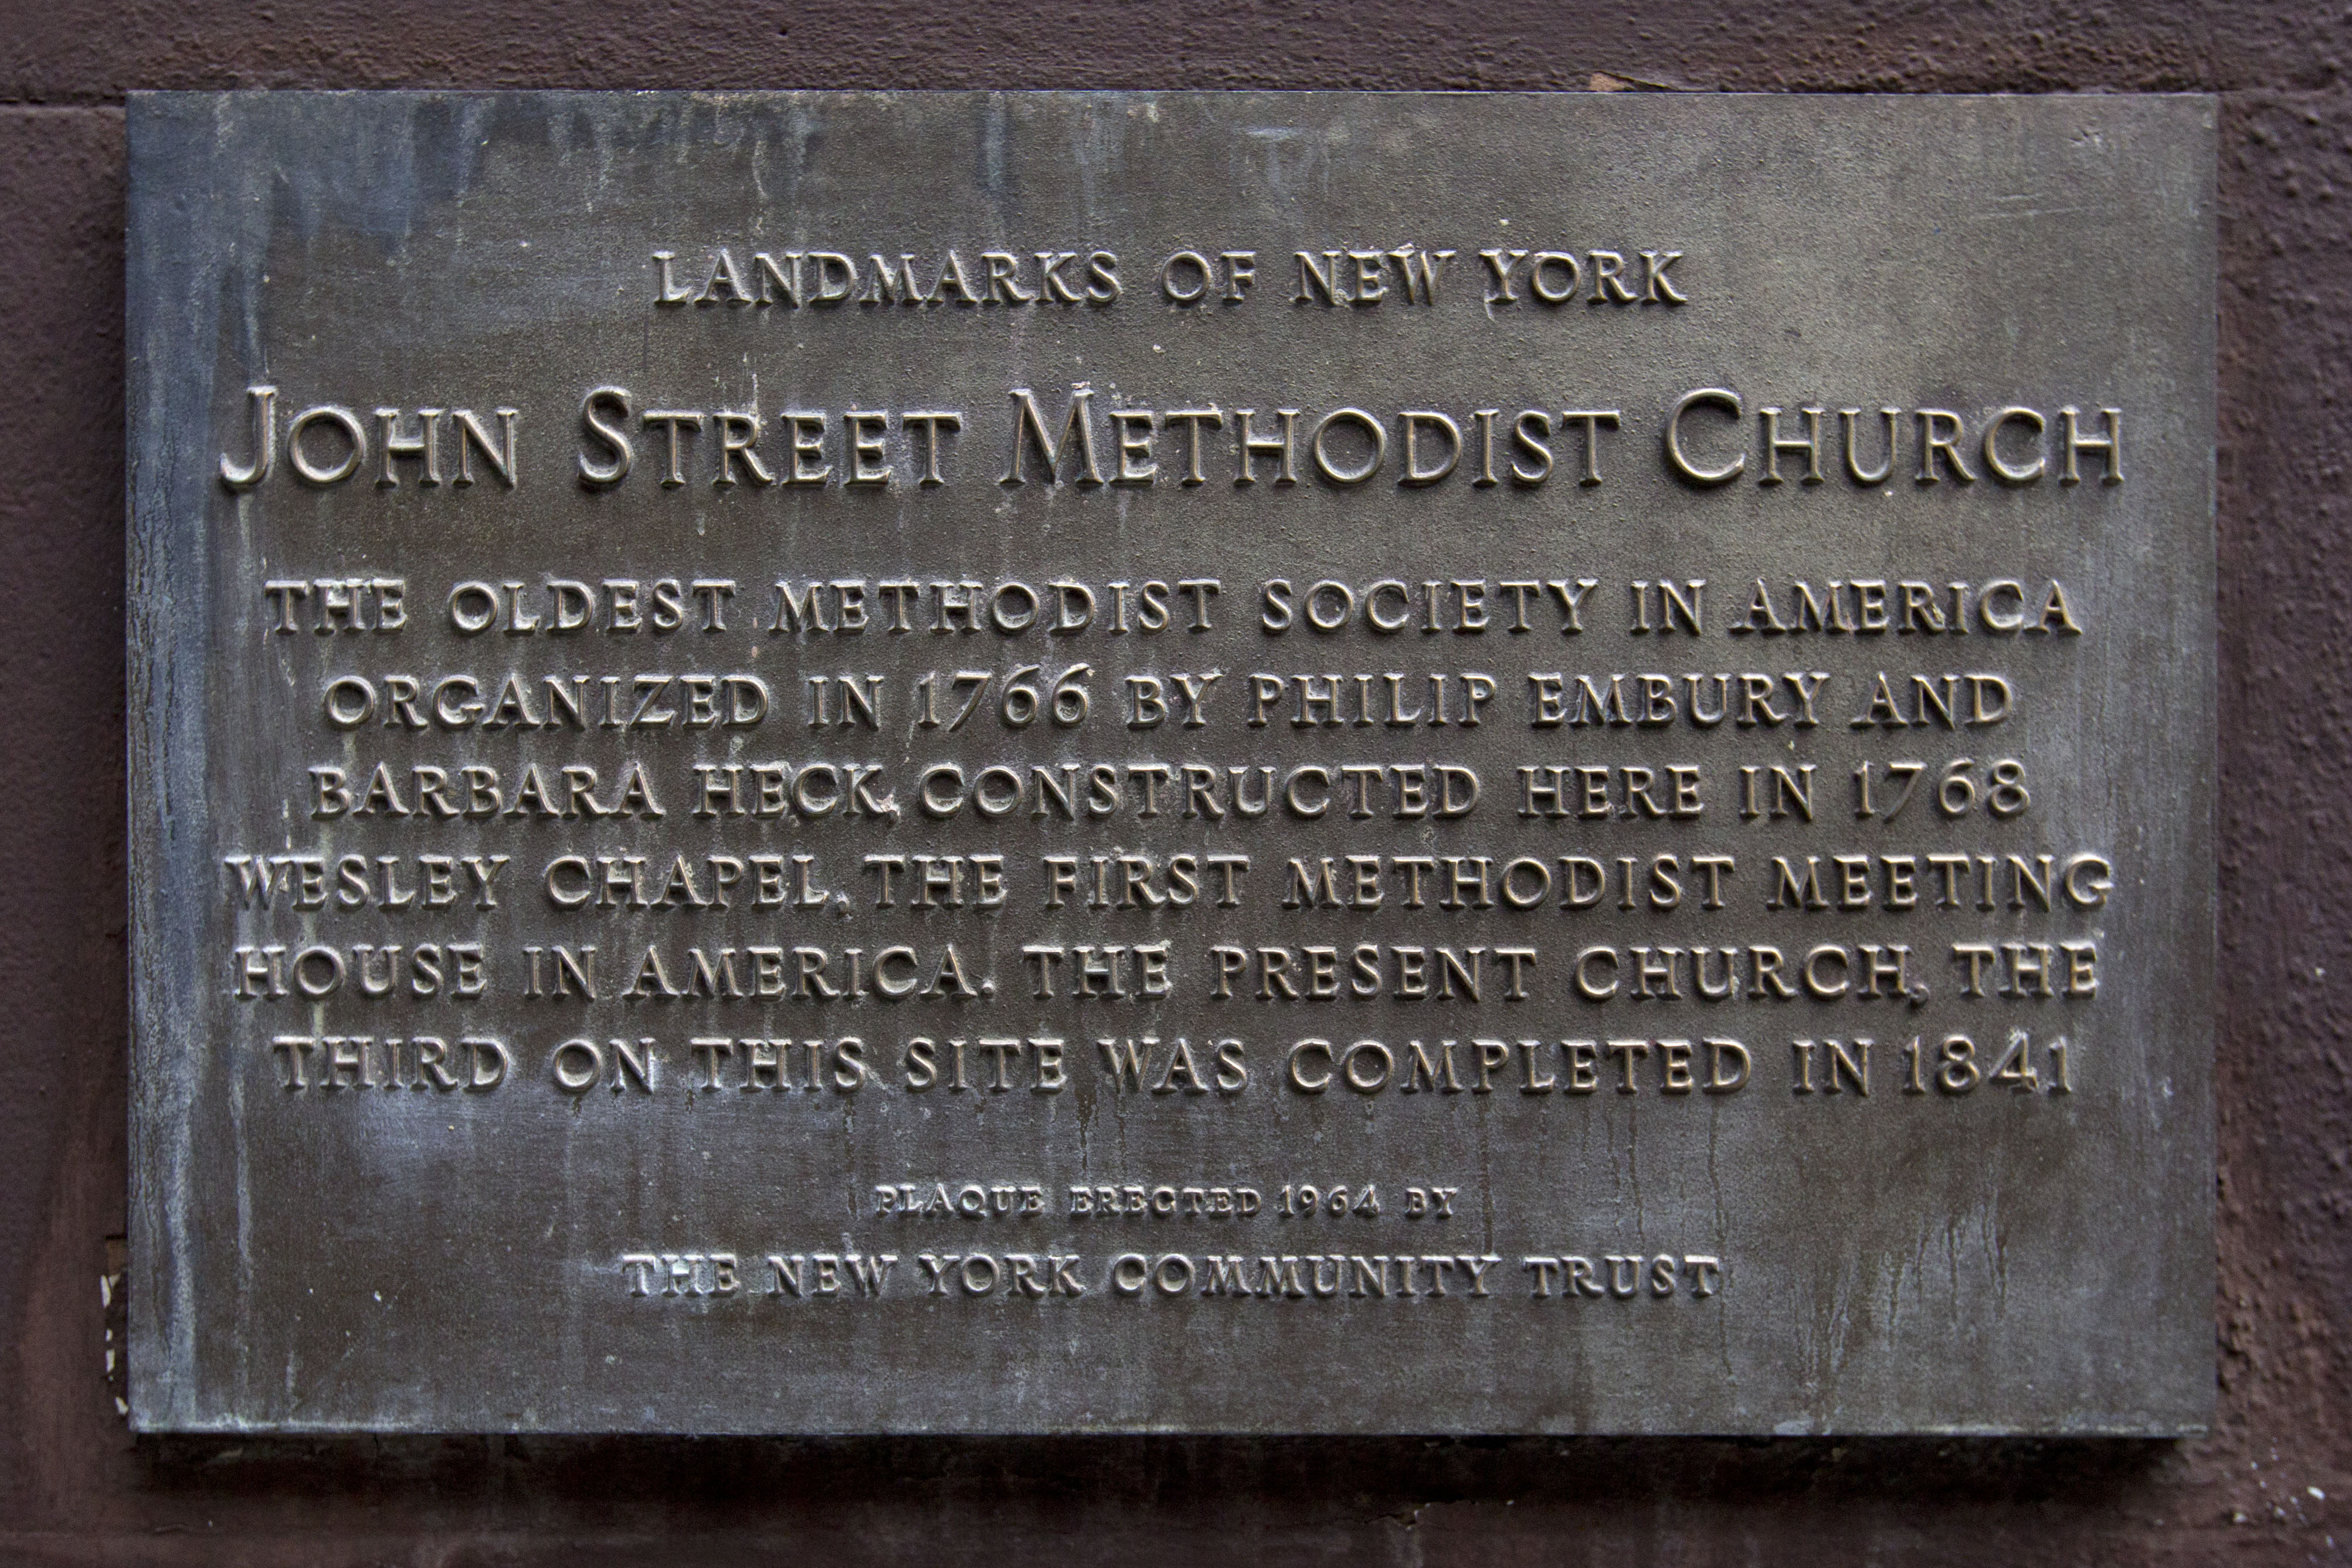 LANDMARKS OF NEW YORK
JOHN STREET METHODIST CHURCH
THE OLDEST METHODIST SOCIETY IN AMERICA
ORGANIZED IN 1766 BY PHILIP EMBURY AND
BARBARA HECK, CONSTRUCTED HERE IN 1768
WESLEY CHAPEL, THE FIRST METHODIST MEETING
HOUSE IN AMERICA. THE PRESENT CHURCH, THE
THIRD ON THIS SITE WAS COMPLETED IN 1841
PLAQUE ERECTED 1964 BY
THE NEW YORK COMMUNITY TRUST